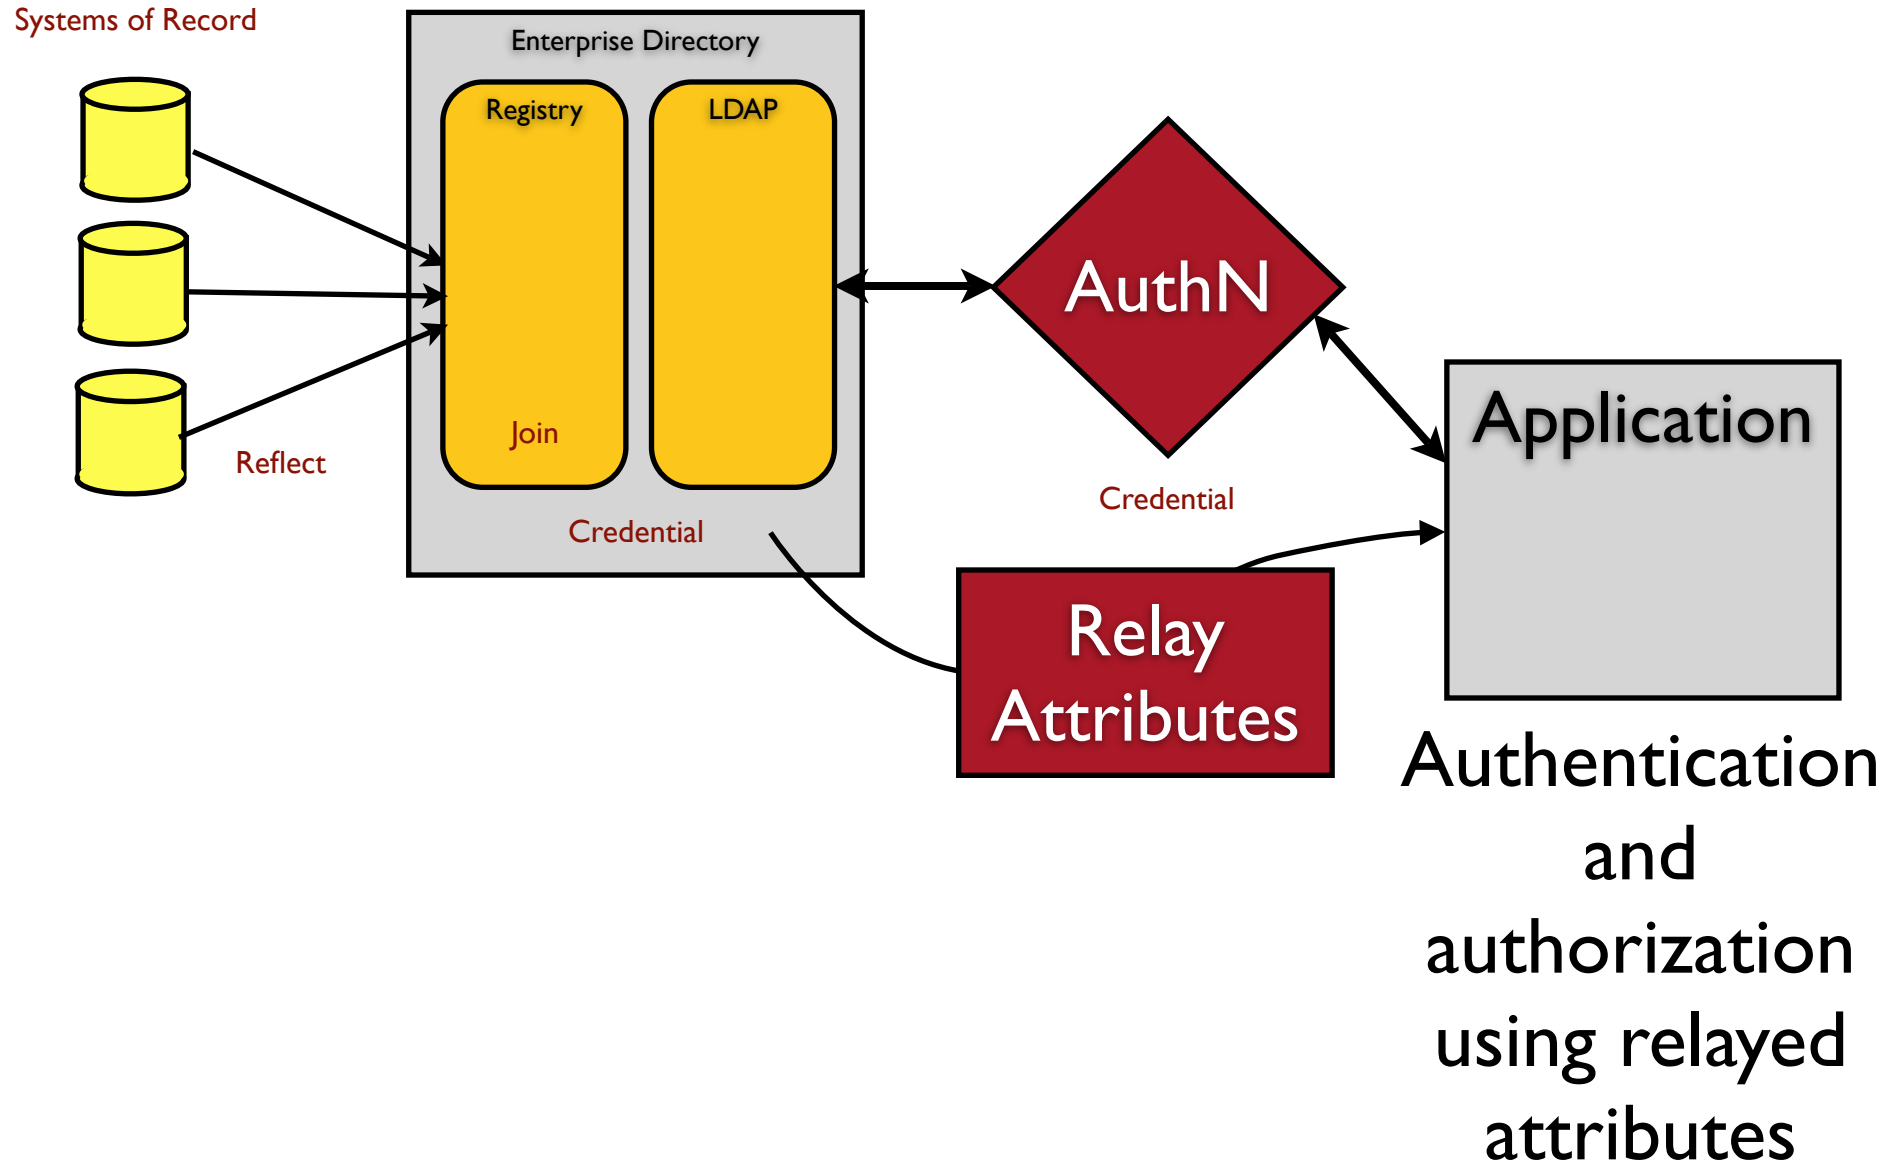 Systems of Record
Enterprise Directory
Registry
LDAP
AuthN
Application
Join
Reflect
Credential
Credential
Relay
Attributes
Authentication
and
authorization
using relayed
attributes